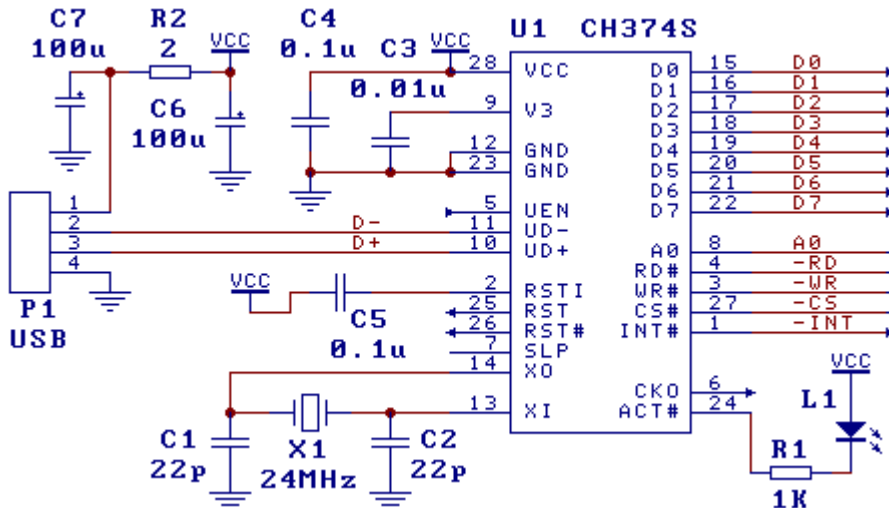 C7 R2 C4 U1 CH374S
100u 2 VCC 0.1u C3 VCC
28 VCC D0 15 D0
D1 16 D1
0.01u
9 V3 D2 17 D2
C6 D3 18 D3
100u 12 GND D4 19 D4
23 GND D5 20 D5
D6 21 D6
1 5 UEN D7 22 D7
2 D- 11 UD-
3 D+ 10 UD+ A0 8 A0
4 RD# 4 -RD
VCC 2 RSTI WR# 3 -WR
P1 C5 25 RST CS# 27 -CS
USB 26 RST# INT# 1 -INT
0.1u 7 SLP
14 XO VCC
CKO 6
13 XI ACT# 24 L1
C1 X1 C2 R1
22p 24MHz 22p 1K